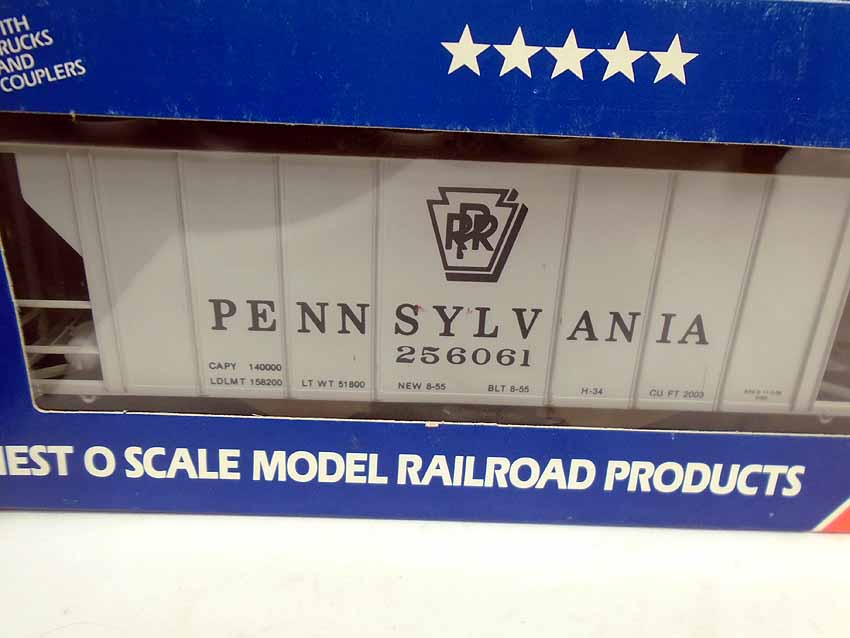 ITH
RUCKS
AND
COUPLERS
PRR
PENNSYLVANIA
256061
CAPY 140000
LDLMT 158200 LT WT 51800 NEW 8-55 BLT 8-55 H-34 CU FT 2003
IEST O SCALE MODEL RAILROAD PRODUCTS